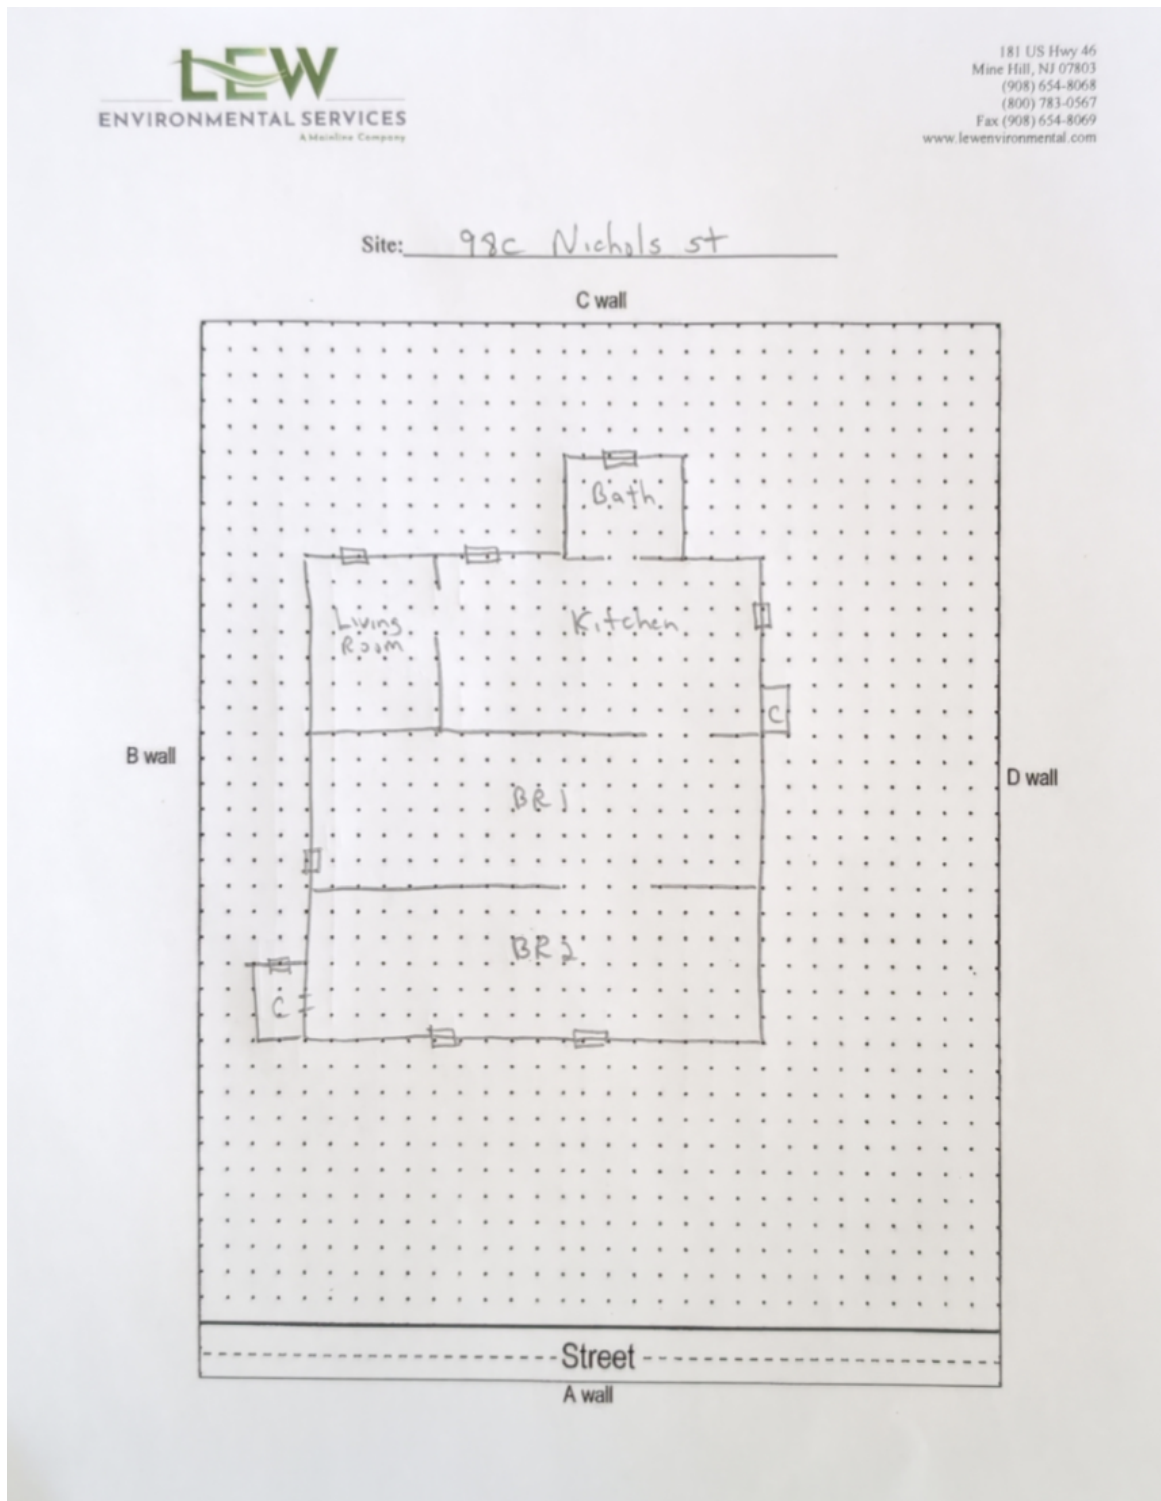 LEW
ENVIRONMENTAL SERVICES
A Mainline Company
181 US Hwy 46
Mine Hill, NJ 07803
(908) 654-8068
(800) 783-0567
Fax (908) 654-8069
www.lewenvironmental.com
Site: 98C Nichols st
C wall
Bath
Living
Room
Kitchen
C
B wall
D wall
BR1
BR2
C
Street
A wall